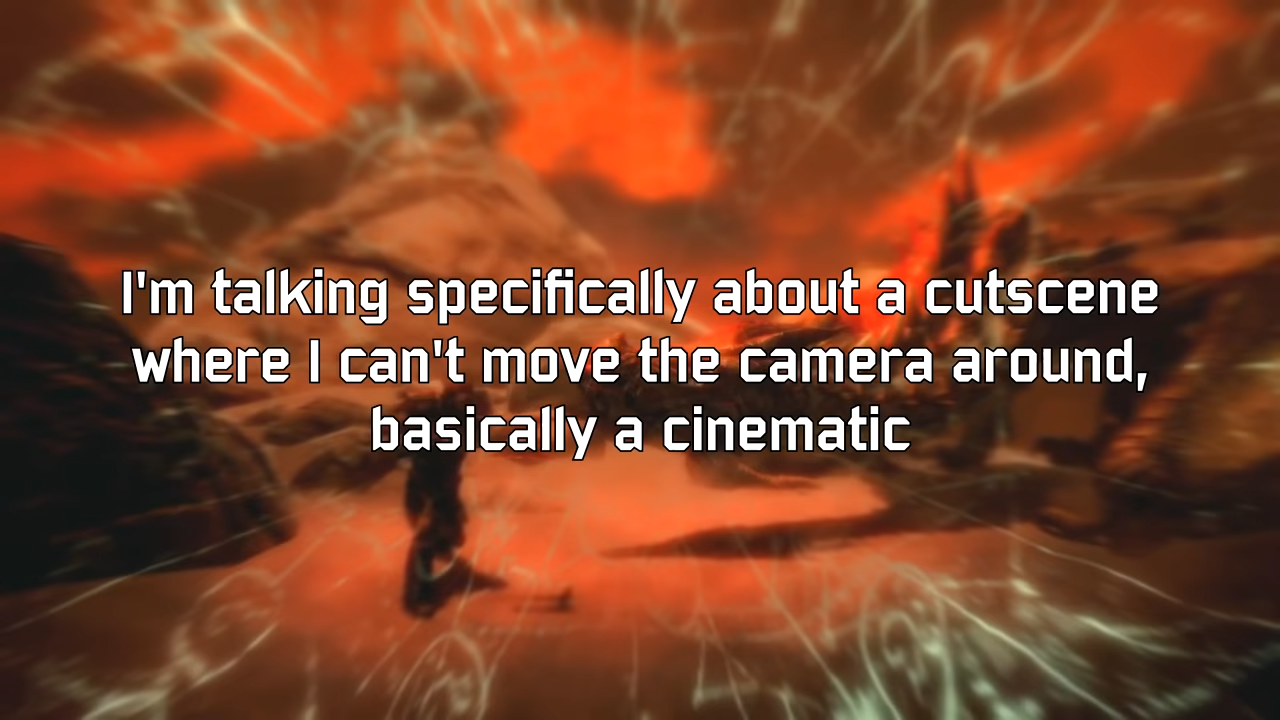 I'm talking specifically about a cutscene
where I can't move the camera around,
basically a cinematic